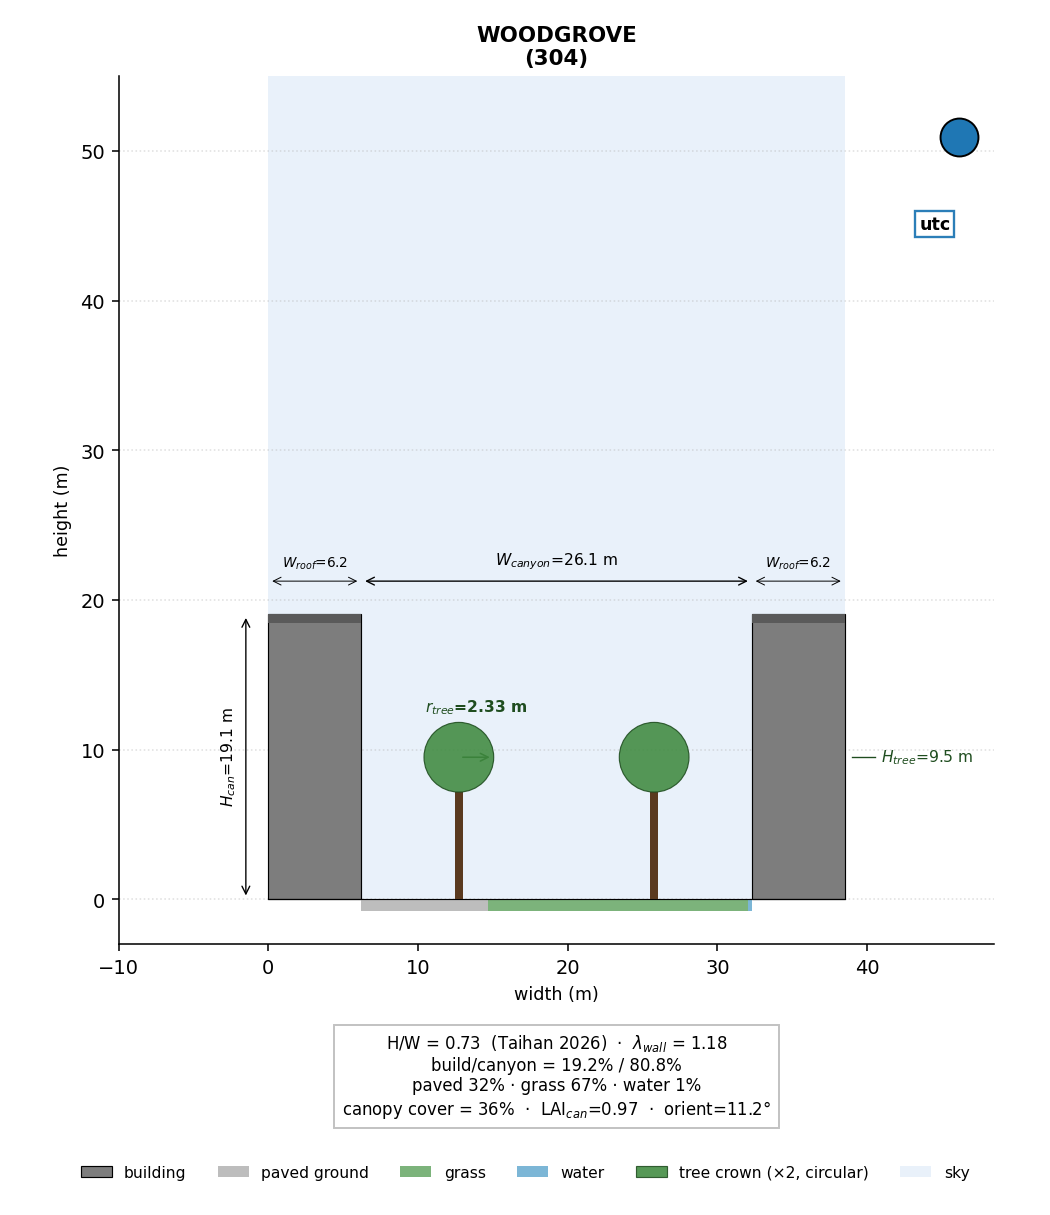 WOODGROVE
(304)
50
40
30
20
10
0
height (m)
utc
W_roof=6.2
W_canyon=26.1 m
W_roof=6.2
r_tree=2.33 m
H_can=19.1 m
H_tree=9.5 m
−10 0 10 20 30 40
width (m)
H/W = 0.73 (Taihan 2026) · λ_wall = 1.18
build/canyon = 19.2% / 80.8%
paved 32% · grass 67% · water 1%
canopy cover = 36% · LAI_can=0.97 · orient=11.2°
building paved ground grass water tree crown (×2, circular) sky